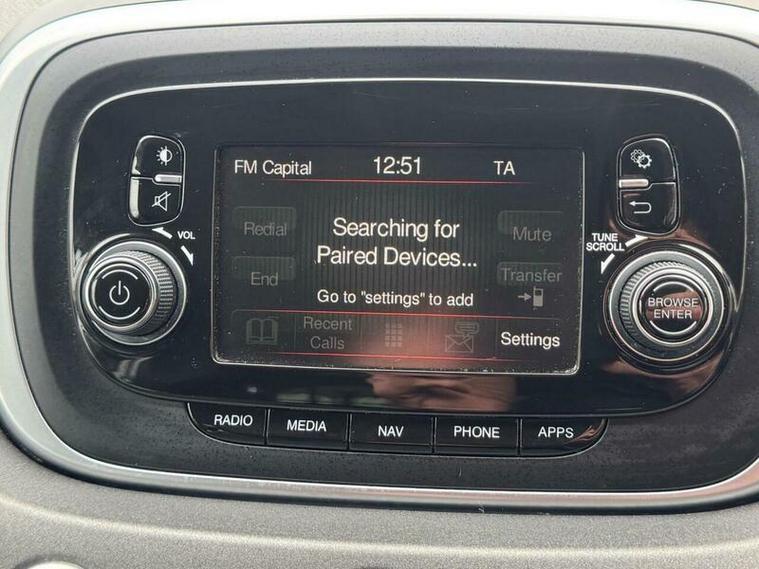 FM Capital 12:51 TA
Redial
Searching for
Paired Devices...
Mute
End
Transfer
Go to "settings" to add
Recent
Calls
Settings
VOL
TUNE
SCROLL
BROWSE
ENTER
RADIO MEDIA NAV PHONE APPS